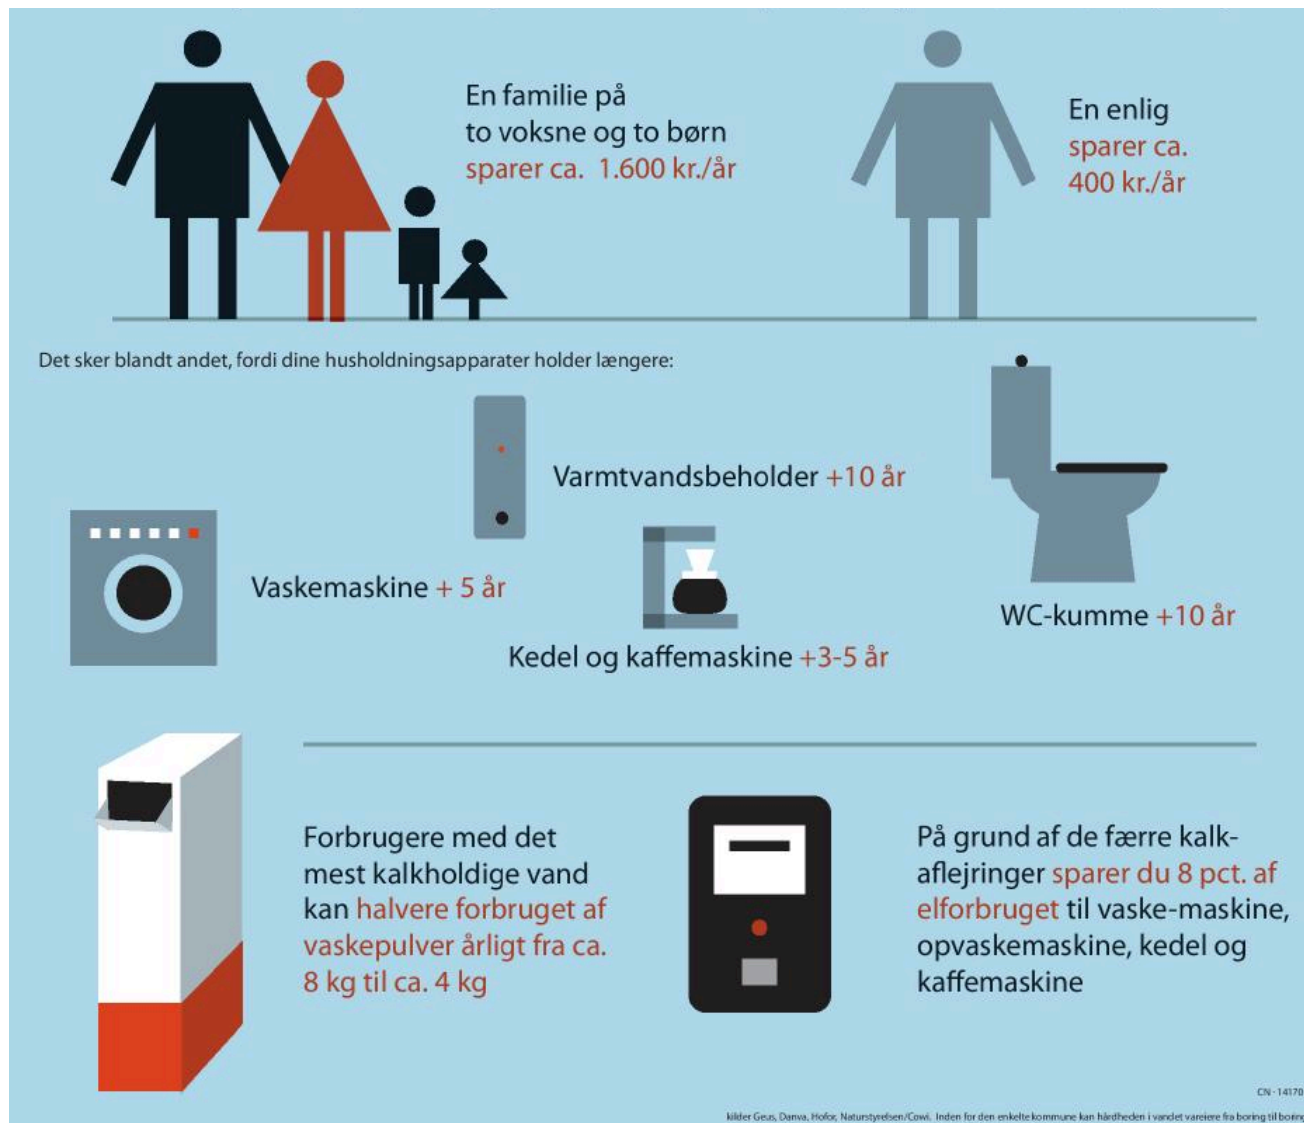 En familie på
to voksne og to børn
sparer ca. 1.600 kr./år
En enlig
sparer ca.
400 kr./år
Det sker blandt andet, fordi dine husholdningsapparater holder længere:
Varmtvandsbeholder +10 år
Vaskemaskine + 5 år
WC-kumme +10 år
Kedel og kaffemaskine +3-5 år
Forbrugere med det
mest kalkholdige vand
kan halvere forbruget af
vaskepulver årligt fra ca.
8 kg til ca. 4 kg
På grund af de færre kalk-
aflejringer sparer du 8 pct. af
elforbruget til vaske-maskine,
opvaskemaskine, kedel og
kaffemaskine
CN - 14170
kilder Geus, Danva, Hofor, Naturstyrelsen/Cowi. Inden for den enkelte kommune kan hårdheden i vandet vareiere fra boring til boring